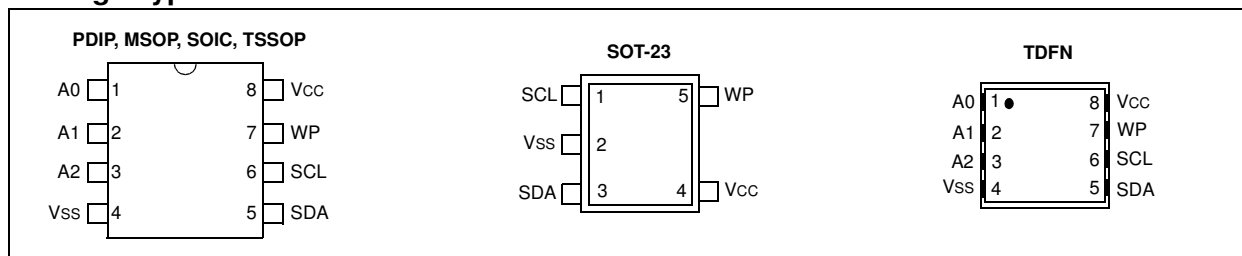 PDIP, MSOP, SOIC, TSSOP
A0 1 8 VCC
A1 2 7 WP
A2 3 6 SCL
VSS 4 5 SDA
SOT-23
SCL 1 5 WP
VSS 2
SDA 3 4 VCC
TDFN
A0 1 8 VCC
A1 2 7 WP
A2 3 6 SCL
VSS 4 5 SDA